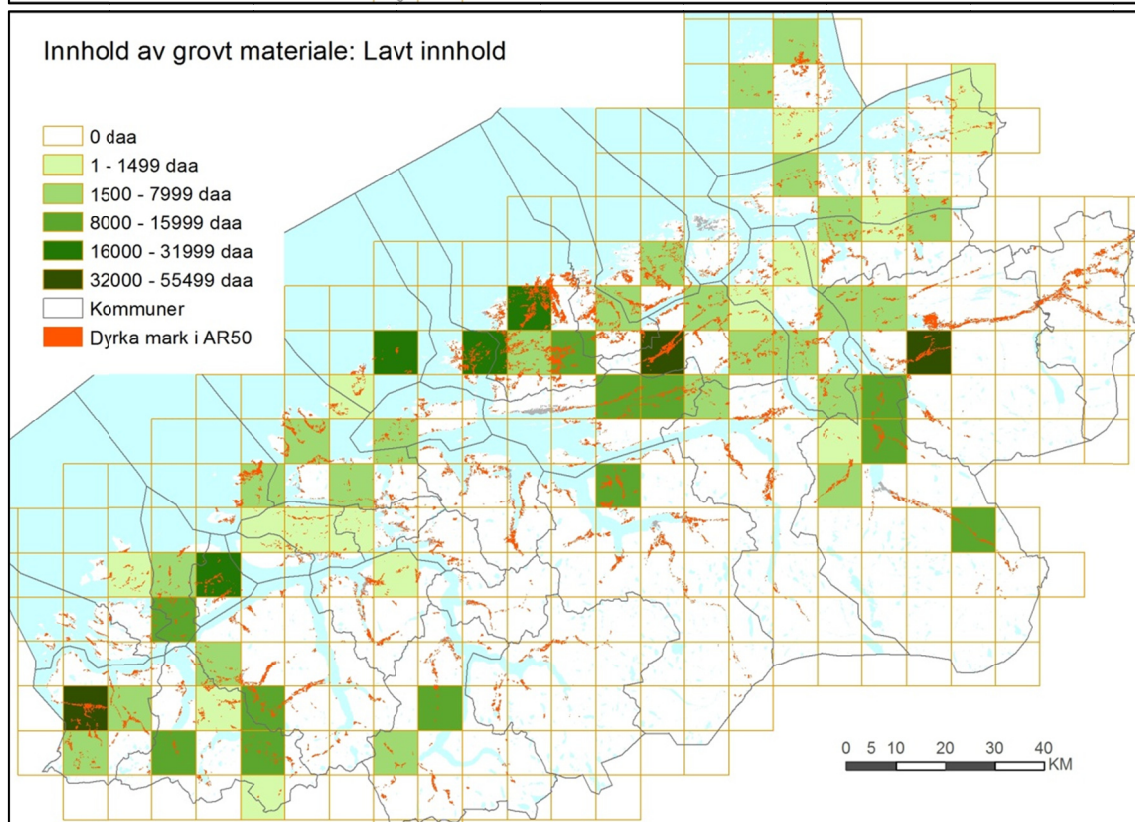 Innhold av grovt materiale: Lavt innhold
0 daa
1 - 1499 daa
1500 - 7999 daa
8000 - 15999 daa
16000 - 31999 daa
32000 - 55499 daa
Kommuner
Dyrka mark i AR50
0 5 10 20 30 40
KM